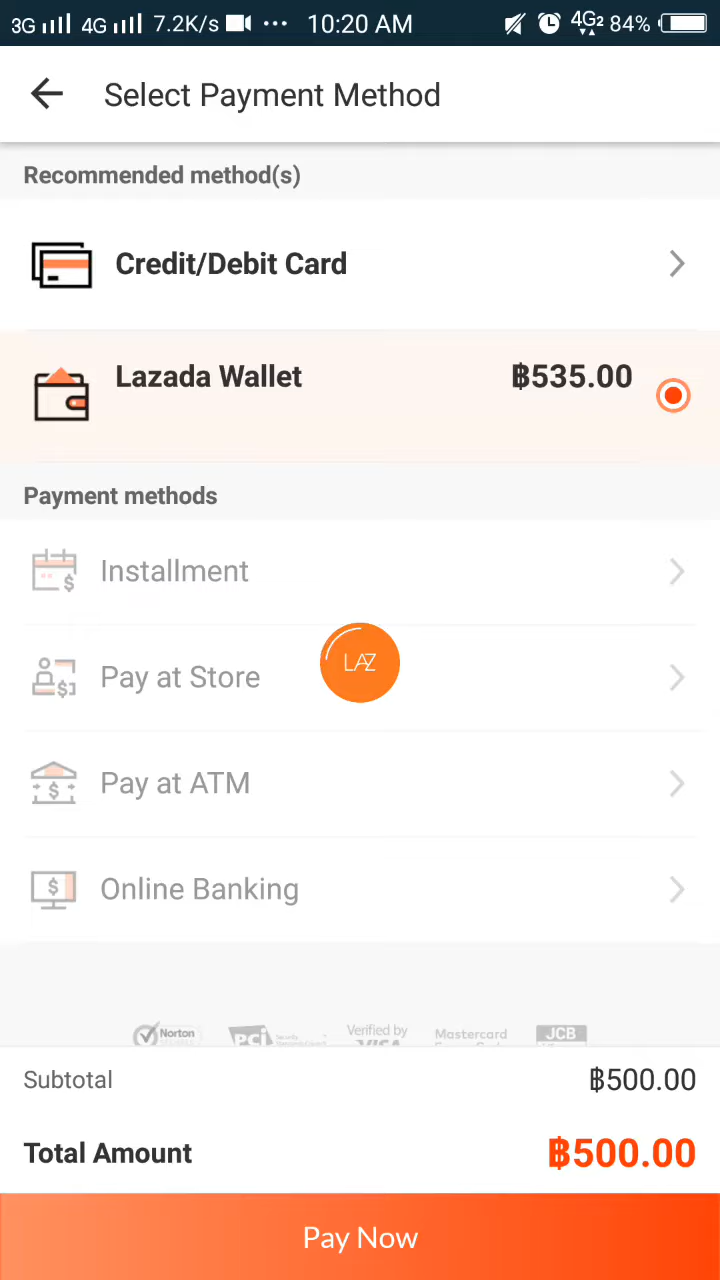 3G 4G 7.2K/s ... 10:20 AM 4G2 84%
Select Payment Method
Recommended method(s)
Credit/Debit Card
Lazada Wallet ฿535.00
Payment methods
Installment
Pay at Store
LAZ
Pay at ATM
Online Banking
Norton PCi Verified by VISA Mastercard JCB
Subtotal ฿500.00
Total Amount ฿500.00
Pay Now